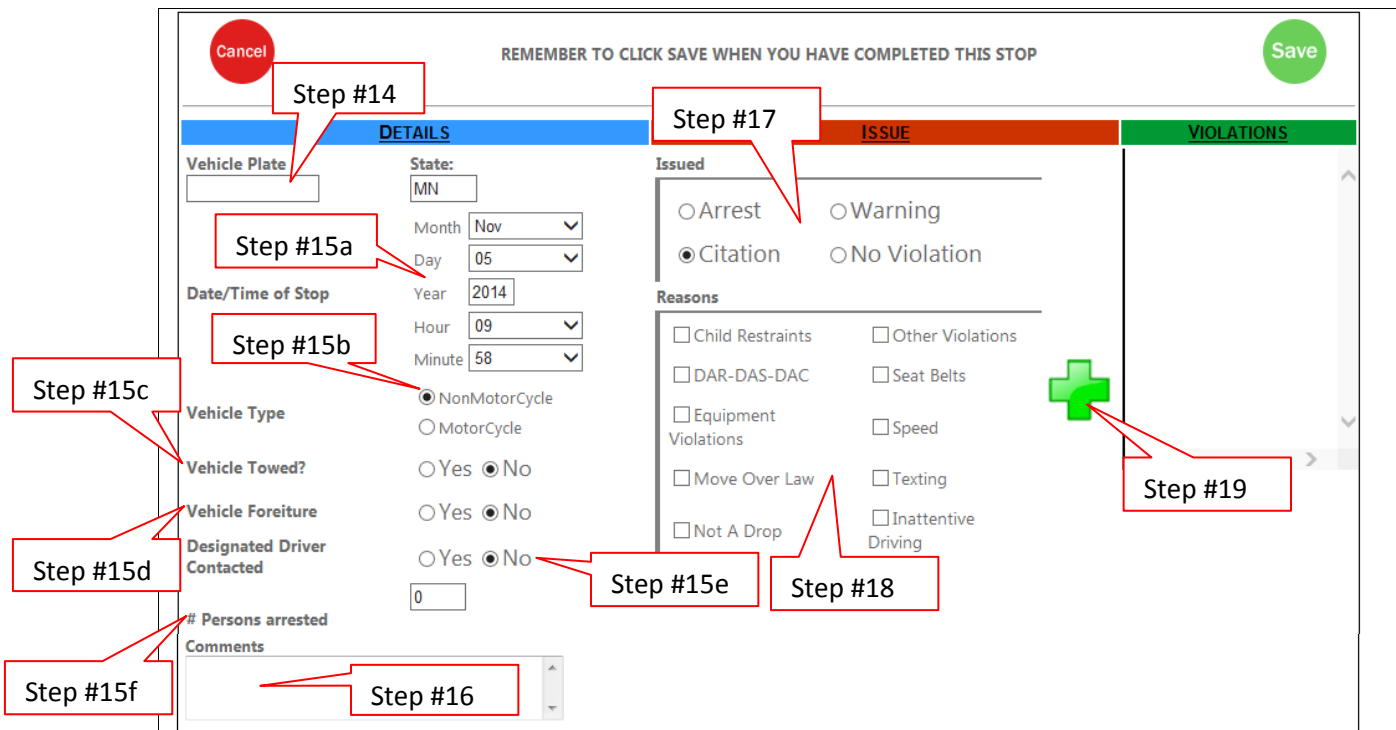 Cancel
REMEMBER TO CLICK SAVE WHEN YOU HAVE COMPLETED THIS STOP
Save
Step #14
Step #17
DETAILS
ISSUE
VIOLATIONS
Vehicle Plate
State:
MN
Issued
Arrest
Warning
Citation
No Violation
Step #15a
Month Nov
Day 05
Date/Time of Stop
Year 2014
Hour 09
Minute 58
Step #15b
Reasons
Child Restraints
Other Violations
DAR-DAS-DAC
Seat Belts
Equipment
Violations
Speed
Move Over Law
Texting
Not A Drop
Inattentive
Driving
Step #15c
Vehicle Type
NonMotorCycle
MotorCycle
Vehicle Towed?
Yes No
Vehicle Foreiture
Yes No
Designated Driver
Contacted
Yes No
Step #15d
Step #15e
Step #18
Step #19
0
# Persons arrested
Comments
Step #15f
Step #16